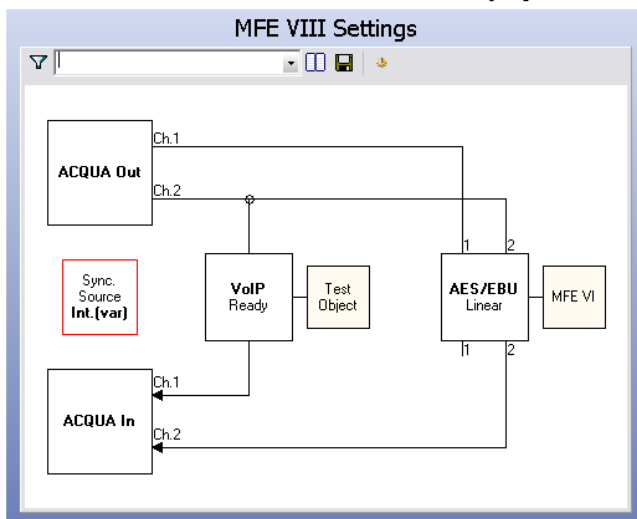 MFE VIII Settings
ACQUA Out
Ch.1
Ch.2
Sync.
Source
Int.(var)
VoIP
Ready
Test
Object
1
2
AES/EBU
Linear
MFE VI
1
2
ACQUA In
Ch.1
Ch.2